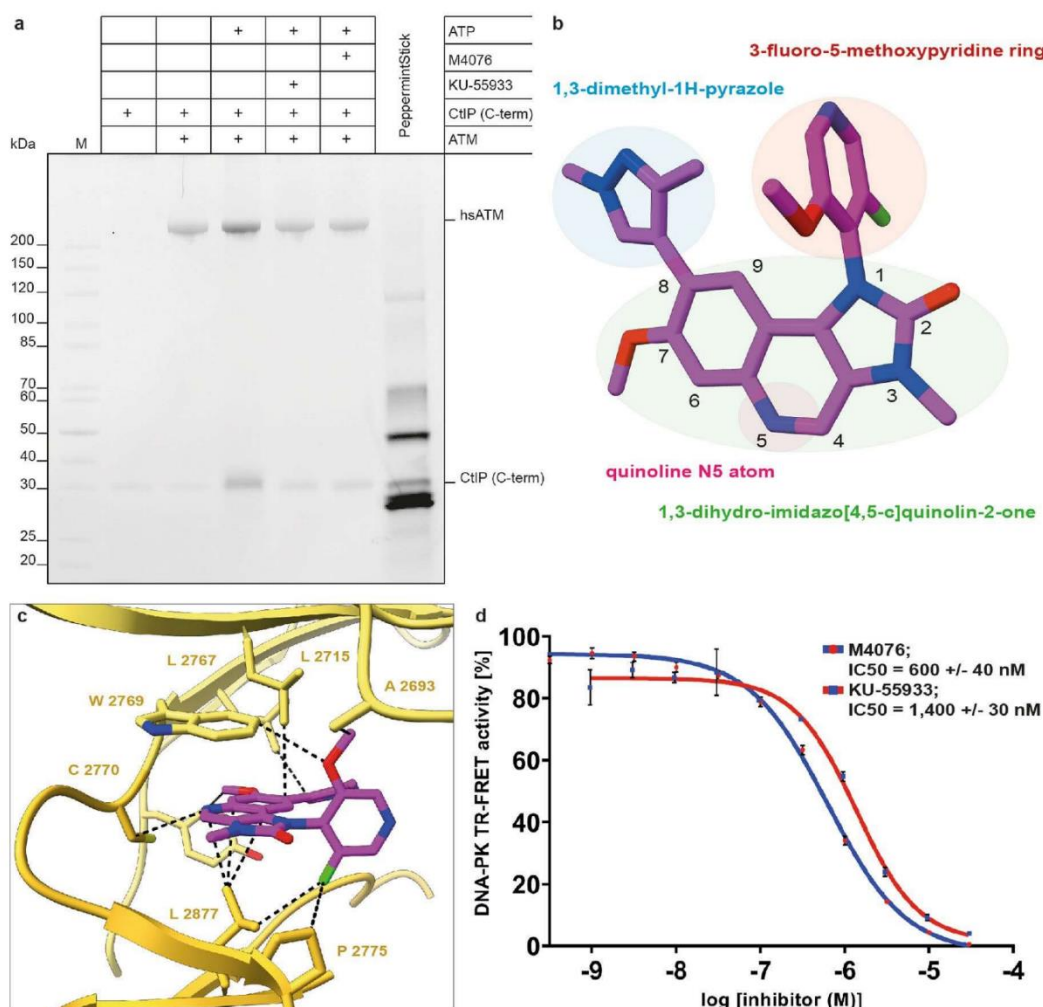 a
ATP + + +
M4076 +
KU-55933 +
CtIP (C-term) + + + + +
ATM + + + +
PeppermintStick
kDa
M
200
150
120
100
85
70
60
50
40
30
25
20
hsATM
CtIP (C-term)
b
3-fluoro-5-methoxypyridine ring
1,3-dimethyl-1H-pyrazole
9
8
1
2
7
3
6
5
4
quinoline N5 atom
1,3-dihydro-imidazo[4,5-c]quinolin-2-one
c
L 2767
L 2715
A 2693
W 2769
C 2770
L 2877
P 2775
d
DNA-PK TR-FRET activity [%]
100
80
60
40
20
0
M4076;
IC50 = 600 +/- 40 nM
KU-55933;
IC50 = 1,400 +/- 30 nM
-9 -8 -7 -6 -5 -4
log [inhibitor (M)]